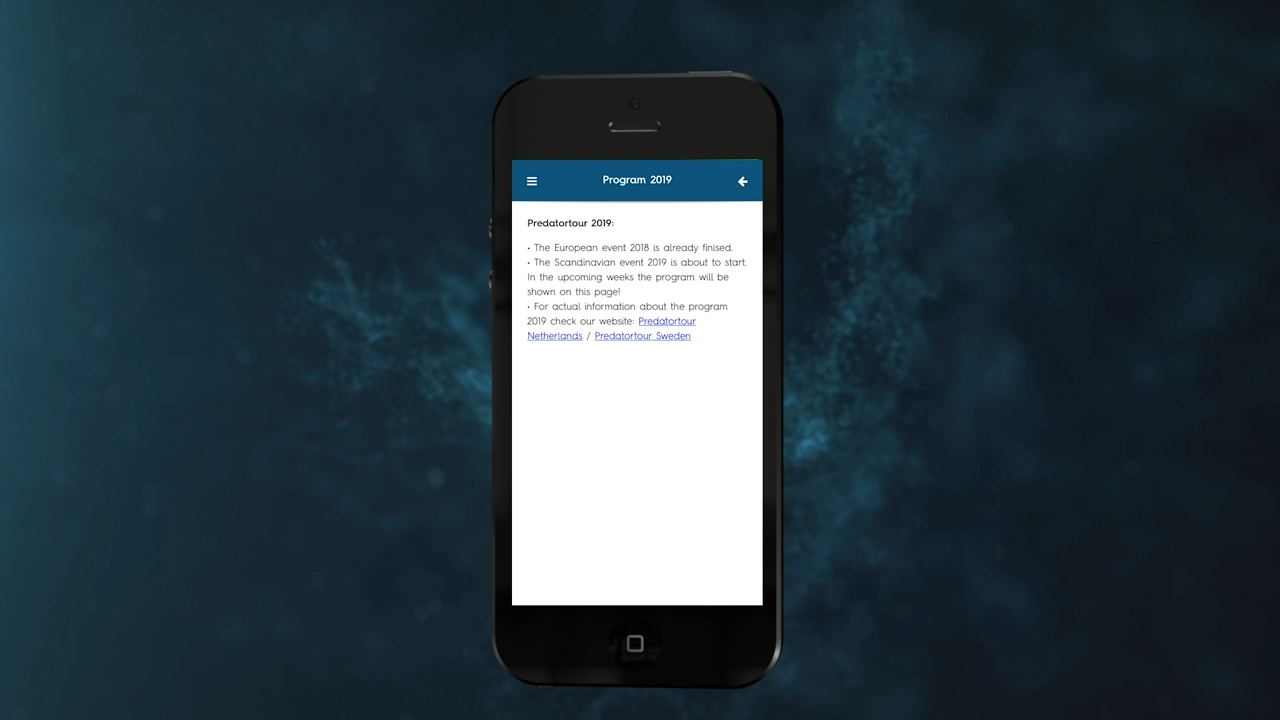 Program 2019
Predatortour 2019:
• The European event 2018 is already finised.
• The Scandinavian event 2019 is about to start.
In the upcoming weeks the program will be
shown on this page!
• For actual information about the program
2019 check our website: Predatortour
Netherlands / Predatortour Sweden